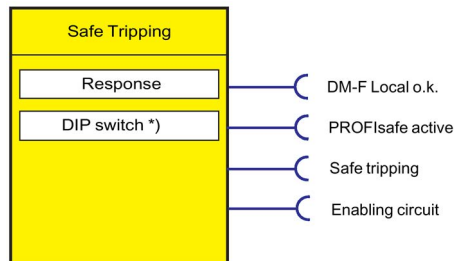 Safe Tripping
Response
DM-F Local o.k.
DIP switch *)
PROFIsafe active
Safe tripping
Enabling circuit